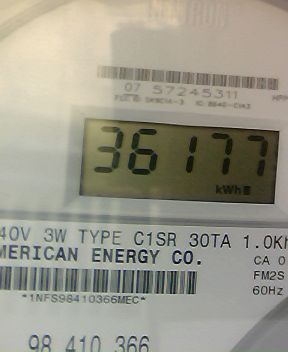 07 57245311
36177
kWh
40V 3W TYPE C1SR 30TA 1.0Kh
MERICAN ENERGY CO.
CA 0
FM2S
60Hz
*1NFS98410366MEC*
98 410 366